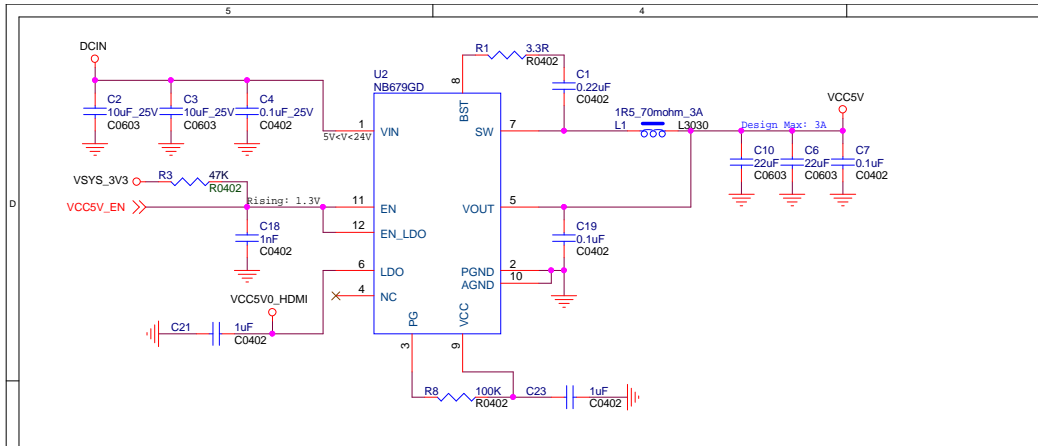 5
4
D
DCIN
C2
10uF_25V
C0603
C3
10uF_25V
C0603
C4
0.1uF_25V
C0402
U2
NB679GD
R1
3.3R
R0402
C1
0.22uF
C0402
8
BST
1
VIN
5V<V<24V
SW
7
1R5_70mohm_3A
L1
L3030
Design Max: 3A
VCC5V
C10
22uF
C0603
C6
22uF
C0603
C7
0.1uF
C0402
VSYS_3V3
R3
47K
R0402
VCC5V_EN
Rising: 1.3V
11
EN
12
EN_LDO
VOUT
5
C18
1nF
C0402
C19
0.1uF
C0402
6
LDO
PGND
2
AGND
10
4
NC
VCC5V0_HDMI
C21
1uF
C0402
PG
3
VCC
9
R8
100K
R0402
C23
1uF
C0402